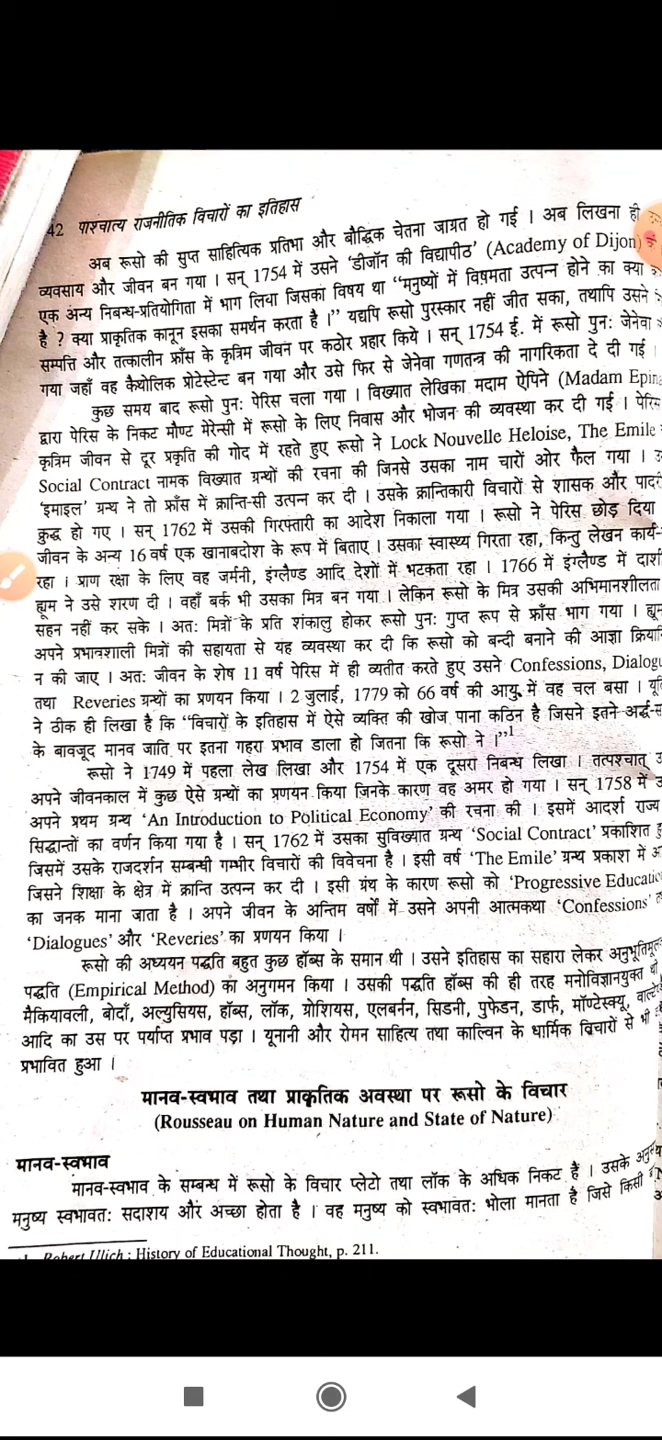 42 पाश्चात्य राजनीतिक विचारों का इतिहास
अब रूसो की सुप्त साहित्यिक प्रतिभा और बौद्धिक चेतना जाग्रत हो गई । अब लिखना ही
व्यवसाय और जीवन बन गया । सन् 1754 में उसने ‘डीजॉन की विद्यापीठ’ (Academy of Dijon)
एक अन्य निबन्ध-प्रतियोगिता में भाग लिया जिसका विषय था “मनुष्यों में विषमता उत्पन्न होने का क्या
है ? क्या प्राकृतिक कानून इसका समर्थन करता है ।” यद्यपि रूसो पुरस्कार नहीं जीत सका, तथापि उसने
सम्पत्ति और तत्कालीन फ्राँस के कृत्रिम जीवन पर कठोर प्रहार किये । सन् 1754 ई. में रूसो पुनः जेनेवा
गया जहाँ वह कैथोलिक प्रोटेस्टेन्ट बन गया और उसे फिर से जेनेवा गणतन्त्र की नागरिकता दे दी गई ।
कुछ समय बाद रूसो पुनः पेरिस चला गया । विख्यात लेखिका मदाम ऐपिने (Madam Epina
द्वारा पेरिस के निकट मौण्ट मेरेन्सी में रूसो के लिए निवास और भोजन की व्यवस्था कर दी गई । पेरिस
कृत्रिम जीवन से दूर प्रकृति की गोद में रहते हुए रूसो ने Lock Nouvelle Heloise, The Emile
Social Contract नामक विख्यात ग्रन्थों की रचना की जिनसे उसका नाम चारों ओर फैल गया ।
‘इमाइल’ ग्रन्थ ने तो फ्राँस में क्रान्ति-सी उत्पन्न कर दी । उसके क्रान्तिकारी विचारों से शासक और पादरी
क्रुद्ध हो गए । सन् 1762 में उसकी गिरफ्तारी का आदेश निकाला गया । रूसो ने पेरिस छोड़ दिया
जीवन के अन्य 16 वर्ष एक खानाबदोश के रूप में बिताए । उसका स्वास्थ्य गिरता रहा, किन्तु लेखन कार्य
रहा । प्राण रक्षा के लिए वह जर्मनी, इंग्लैण्ड आदि देशों में भटकता रहा । 1766 में इंग्लैण्ड में दार्श
ह्यूम ने उसे शरण दी । वहाँ बर्क भी उसका मित्र बन गया । लेकिन रूसो के मित्र उसकी अभिमानशीलता
सहन नहीं कर सके । अतः मित्रों के प्रति शंकालु होकर रूसो पुनः गुप्त रूप से फ्राँस भाग गया । ह्यूम
अपने प्रभावशाली मित्रों की सहायता से यह व्यवस्था कर दी कि रूसो को बन्दी बनाने की आज्ञा क्रियान्
न की जाए । अतः जीवन के शेष 11 वर्ष पेरिस में ही व्यतीत करते हुए उसने Confessions, Dialogu
तथा Reveries ग्रन्थों का प्रणयन किया । 2 जुलाई, 1779 को 66 वर्ष की आयु में वह चल बसा ।
ने ठीक ही लिखा है कि “विचारों के इतिहास में ऐसे व्यक्ति की खोज पाना कठिन है जिसने इतने अर्द्ध-स
के बावजूद मानव जाति पर इतना गहरा प्रभाव डाला हो जितना कि रूसो ने ।”1
रूसो ने 1749 में पहला लेख लिखा और 1754 में एक दूसरा निबन्ध लिखा । तत्पश्चात्
अपने जीवनकाल में कुछ ऐसे ग्रन्थों का प्रणयन किया जिनके कारण वह अमर हो गया । सन् 1758 में
अपने प्रथम ग्रन्थ ‘An Introduction to Political Economy’ की रचना की । इसमें आदर्श राज्य
सिद्धान्तों का वर्णन किया गया है । सन् 1762 में उसका सुविख्यात ग्रन्थ ‘Social Contract’ प्रकाशित
जिसमें उसके राजदर्शन सम्बन्धी गम्भीर विचारों की विवेचना है । इसी वर्ष ‘The Emile’ ग्रन्थ प्रकाश में
जिसने शिक्षा के क्षेत्र में क्रान्ति उत्पन्न कर दी । इसी ग्रंथ के कारण रूसो को ‘Progressive Educatio
का जनक माना जाता है । अपने जीवन के अन्तिम वर्षों में उसने अपनी आत्मकथा ‘Confessions’
‘Dialogues’ और ‘Reveries’ का प्रणयन किया ।
रूसो की अध्ययन पद्धति बहुत कुछ हॉब्स के समान थी । उसने इतिहास का सहारा लेकर अनुभूतिमूल
पद्धति (Empirical Method) का अनुगमन किया । उसकी पद्धति हॉब्स की ही तरह मनोविज्ञानयुक्त थी
मैकियावली, बोदाँ, अल्युसियस, हॉब्स, लॉक, ग्रोशियस, एलबर्नन, सिडनी, पुफेडन, डार्फ, मॉण्टेस्क्यू, वाल्टे
आदि का उस पर पर्याप्त प्रभाव पड़ा । यूनानी और रोमन साहित्य तथा काल्विन के धार्मिक विचारों से भी
प्रभावित हुआ ।
मानव-स्वभाव तथा प्राकृतिक अवस्था पर रूसो के विचार
(Rousseau on Human Nature and State of Nature)
मानव-स्वभाव
मानव-स्वभाव के सम्बन्ध में रूसो के विचार प्लेटो तथा लॉक के अधिक निकट हैं । उसके
मनुष्य स्वभावतः सदाशय और अच्छा होता है । वह मनुष्य को स्वभावतः भोला मानता है जिसे किसी
Robert Ulich : History of Educational Thought, p. 211.